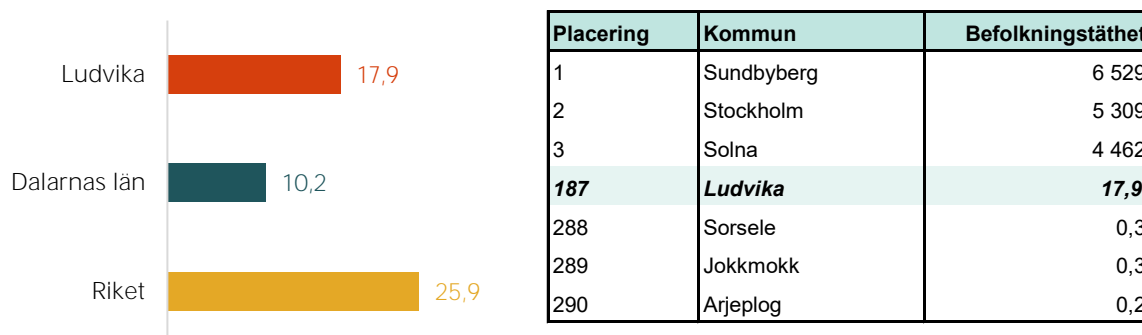 Ludvika 17,9
Dalarnas län 10,2
Riket 25,9
Placering Kommun Befolkningstäthet
1 Sundbyberg 6 529
2 Stockholm 5 309
3 Solna 4 462
187 Ludvika 17,9
288 Sorsele 0,3
289 Jokkmokk 0,3
290 Arjeplog 0,2